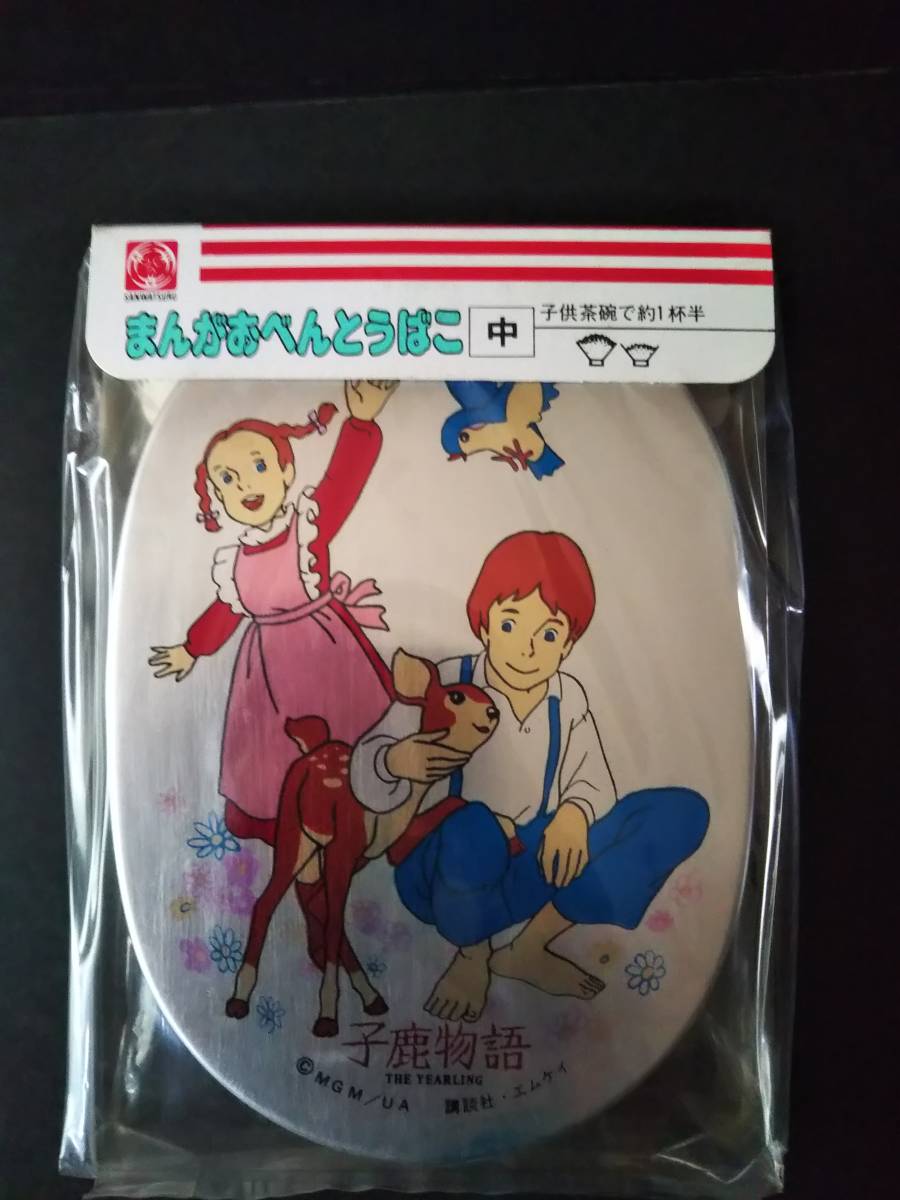 SANWATSURU
まんがおべんとうばこ 中 子供茶碗で約1杯半
子鹿物語
THE YEARLING
©MGM/UA 講談社・エムケイ